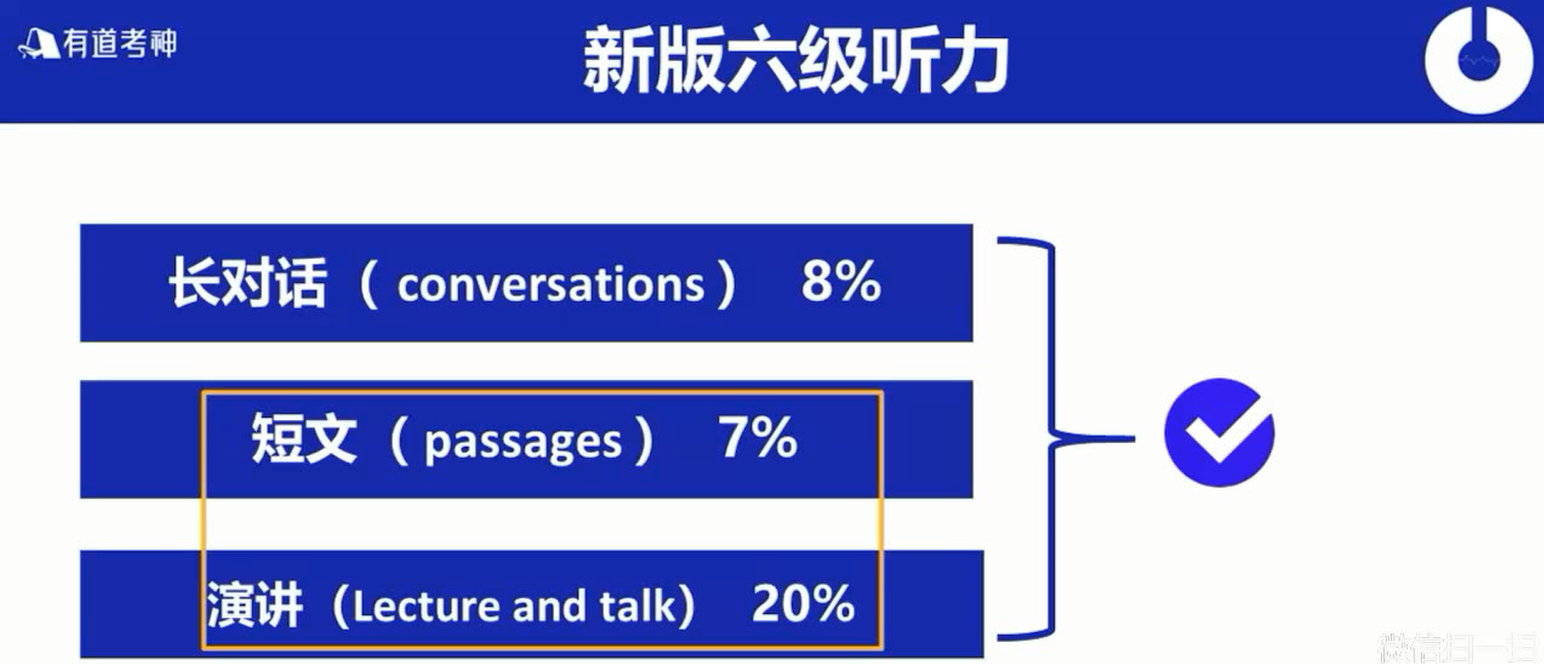 有道考神
新版六级听力
长对话（ conversations ） 8%
短文（ passages ） 7%
演讲（Lecture and talk） 20%
微信扫一扫